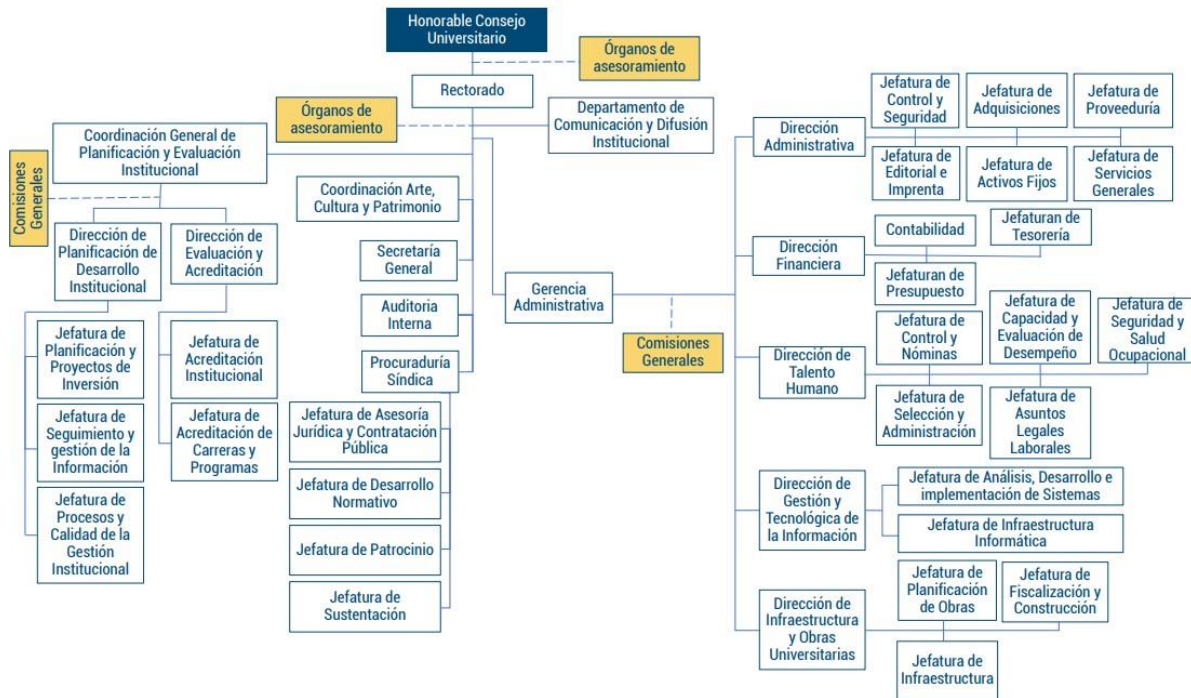 Honorable Consejo
Universitario
Órganos de
asesoramiento
Rectorado
Órganos de
asesoramiento
Departamento de
Comunicación y Difusión
Institucional
Coordinación General de
Planificación y Evaluación
Institucional
Comisiones
Generales
Dirección de
Planificación de
Desarrollo
Institucional
Dirección de
Evaluación y
Acreditación
Jefatura de
Planificación y
Proyectos de
Inversión
Jefatura de
Seguimiento y
gestión de la
Información
Jefatura de
Procesos y
Calidad de la
Gestión
Institucional
Jefatura de
Acreditación
Institucional
Jefatura de
Acreditación de
Carreras y
Programas
Coordinación Arte,
Cultura y Patrimonio
Secretaría
General
Auditoria
Interna
Procuraduría
Síndica
Jefatura de Asesoría
Jurídica y Contratación
Pública
Jefatura de Desarrollo
Normativo
Jefatura de Patrocinio
Jefatura de
Sustentación
Gerencia
Administrativa
Comisiones
Generales
Dirección
Administrativa
Jefatura de
Control y
Seguridad
Jefatura de
Adquisiciones
Jefatura de
Proveeduría
Jefatura de
Editorial e
Imprenta
Jefatura de
Activos Fijos
Jefatura de
Servicios
Generales
Dirección
Financiera
Contabilidad
Jefaturan de
Tesorería
Jefaturan de
Presupuesto
Dirección de
Talento
Humano
Jefatura de
Control y
Nóminas
Jefatura de
Capacidad y
Evaluación de
Desempeño
Jefatura de
Seguridad y
Salud
Ocupacional
Jefatura de
Selección y
Administración
Jefatura de
Asuntos
Legales
Laborales
Dirección de
Gestión y
Tecnológica de
la Información
Jefatura de Análisis, Desarrollo e
implementación de Sistemas
Jefatura de Infraestructura
Informática
Dirección de
Infraestructura
y Obras
Universitarias
Jefatura de
Planificación
de Obras
Jefatura de
Fiscalización y
Construcción
Jefatura de
Infraestructura